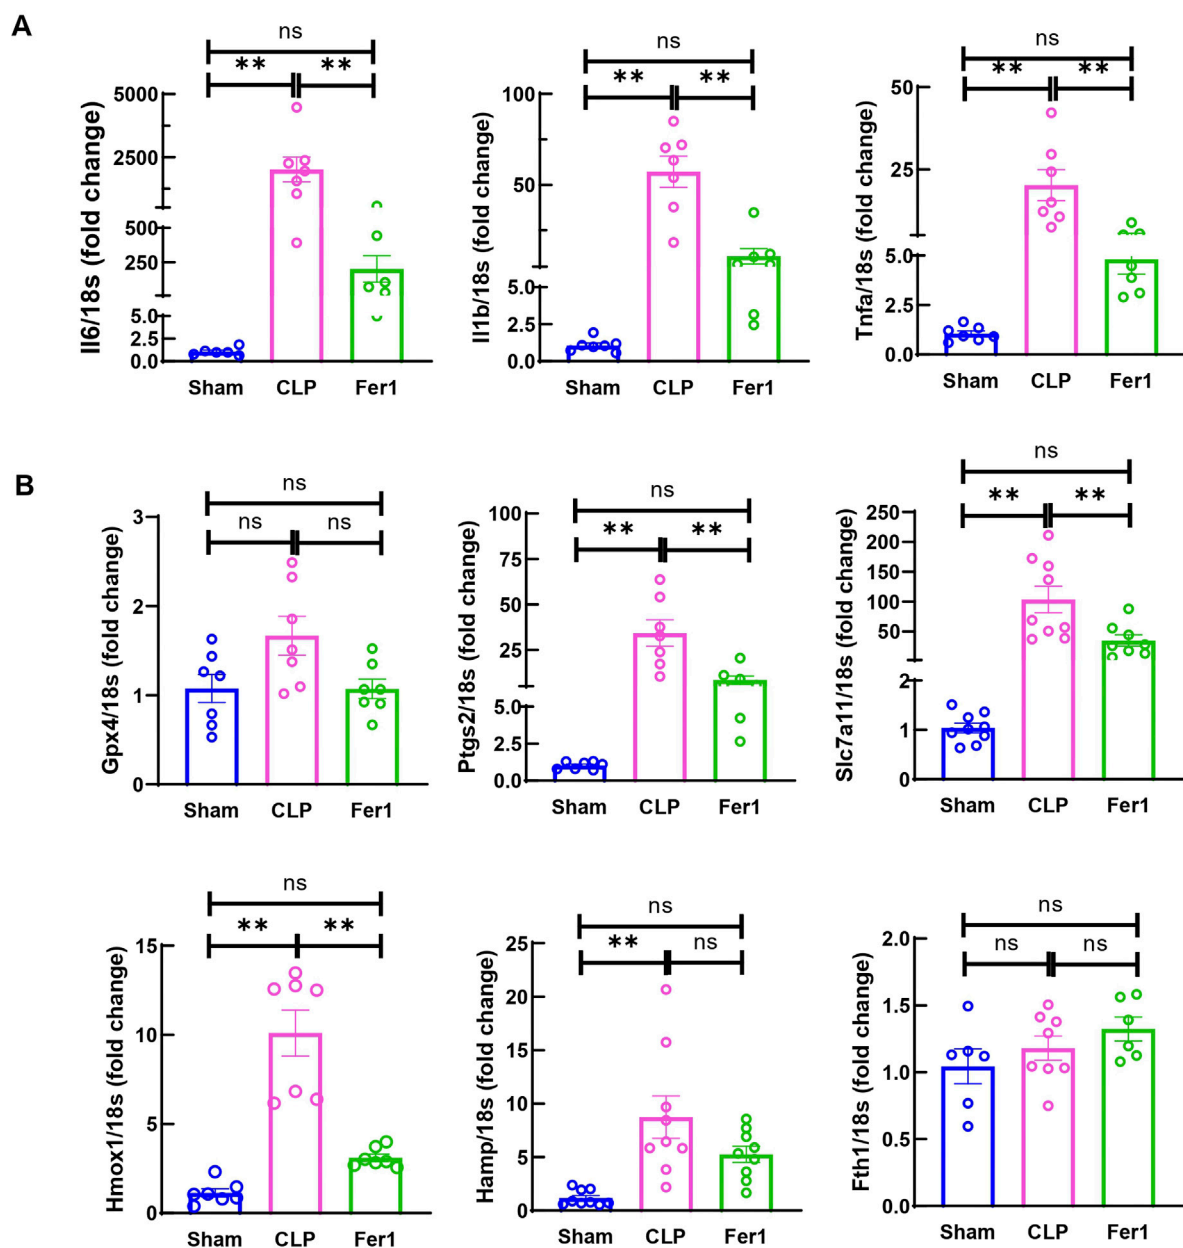 A
ns
** **
Il6/18s (fold change)
5000
2500
500
250
5.0
2.5
0.0
Sham CLP Fer1
ns
** **
Il1b/18s (fold change)
100
50
5.0
2.5
0.0
Sham CLP Fer1
ns
** **
Tnfa/18s (fold change)
50
25
5.0
2.5
0.0
Sham CLP Fer1
B
ns
ns ns
Gpx4/18s (fold change)
3
2
1
0
Sham CLP Fer1
ns
** **
Ptgs2/18s (fold change)
100
75
50
25
5.0
2.5
0.0
Sham CLP Fer1
ns
** **
Slc7a11/18s (fold change)
250
200
150
100
50
2
1
0
Sham CLP Fer1
ns
** **
Hmox1/18s (fold change)
15
10
5
0
Sham CLP Fer1
ns
** ns
Hamp/18s (fold change)
25
20
15
10
5
0
Sham CLP Fer1
ns
ns ns
Fth1/18s (fold change)
2.0
1.5
1.0
0.5
0.0
Sham CLP Fer1